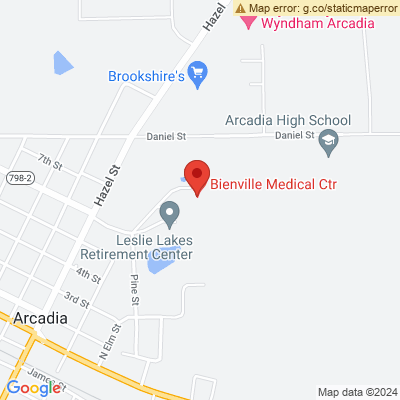 Map error: g.co/staticmaperror
Wyndham Arcadia
Hazel
Brookshire's
Arcadia High School
Daniel St
Daniel St
7th St
798-2
Hazel St
Bienville Medical Ctr
Leslie Lakes
Retirement Center
4th St
Pine St
3rd St
Arcadia
N Elm St
James St
Google
Map data ©2024